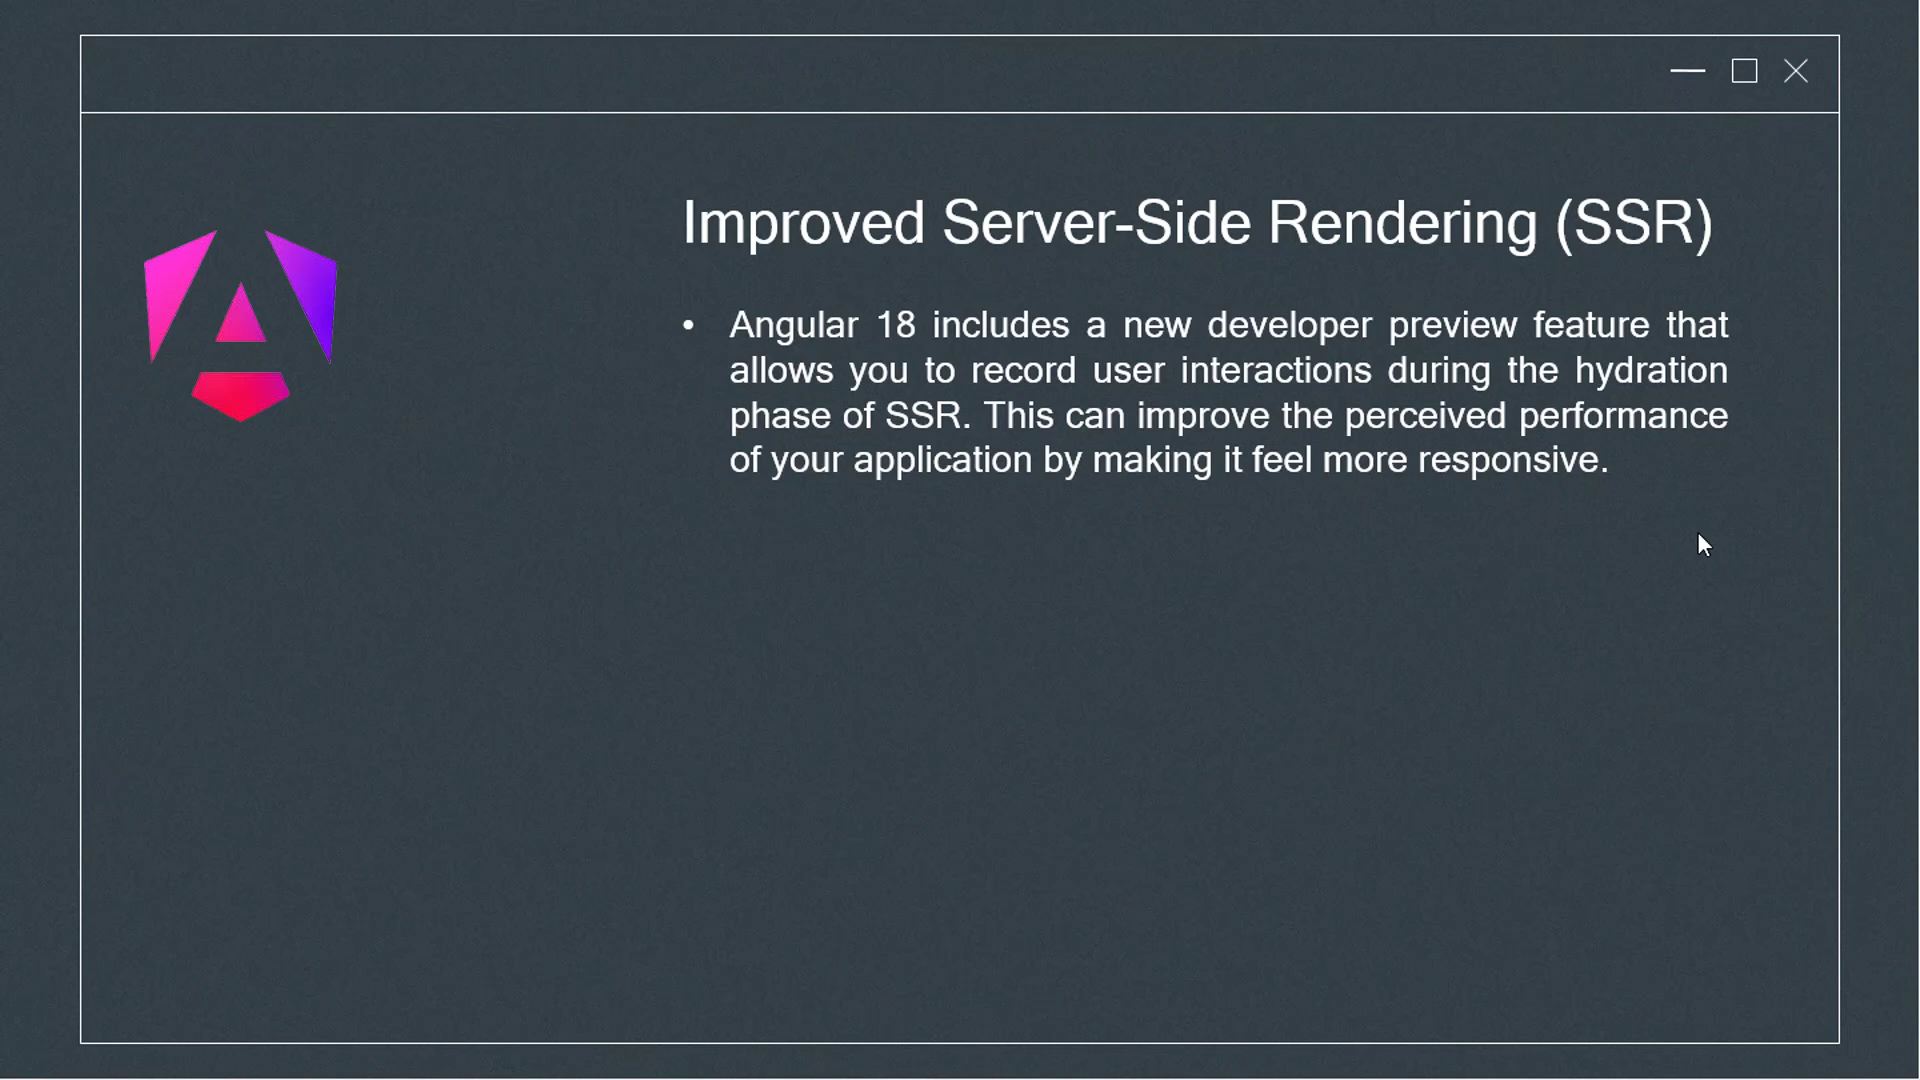 Improved Server-Side Rendering (SSR)
• Angular 18 includes a new developer preview feature that
allows you to record user interactions during the hydration
phase of SSR. This can improve the perceived performance
of your application by making it feel more responsive.